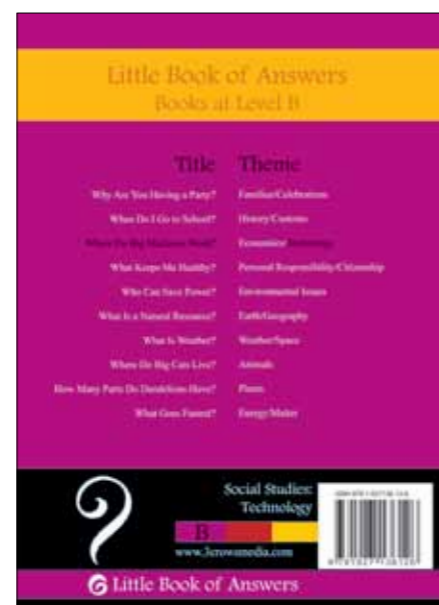 Little Book of Answers
Books at Level B
Title Theme
Why Are You Having a Party? Families/Celebrations
When Do I Go to School? History/Customs
Where Do Big Machines Work? Economics/Technology
What Keeps Me Healthy? Personal Responsibility/Citizenship
Who Can Save Power? Environmental Issues
What Is a Natural Resource? Earth/Geography
What Is Weather? Weather/Space
Where Do Big Cats Live? Animals
How Many Parts Do Dandelions Have? Plants
What Goes Fastest? Energy/Matter
Social Studies:
Technology
B
www.3crowsmedia.com
Little Book of Answers